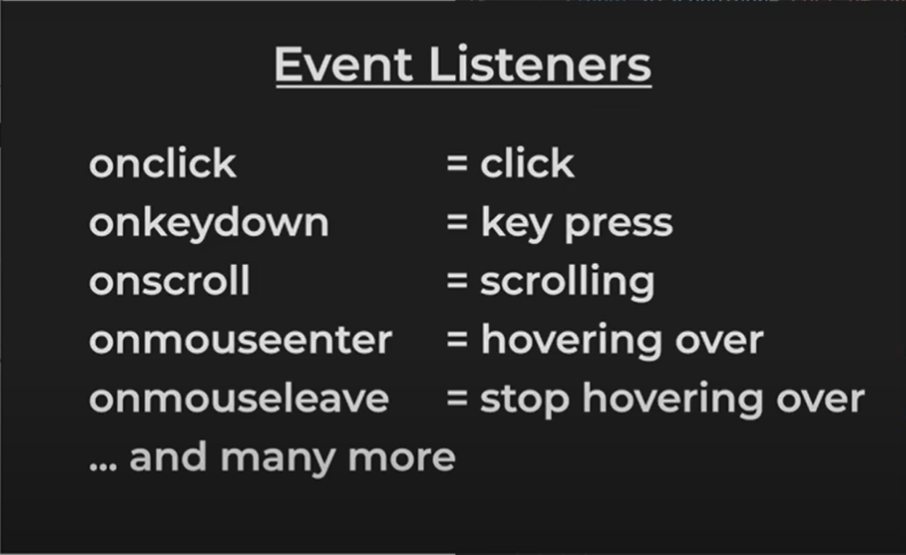 Event Listeners
onclick = click
onkeydown = key press
onscroll = scrolling
onmouseenter = hovering over
onmouseleave = stop hovering over
... and many more